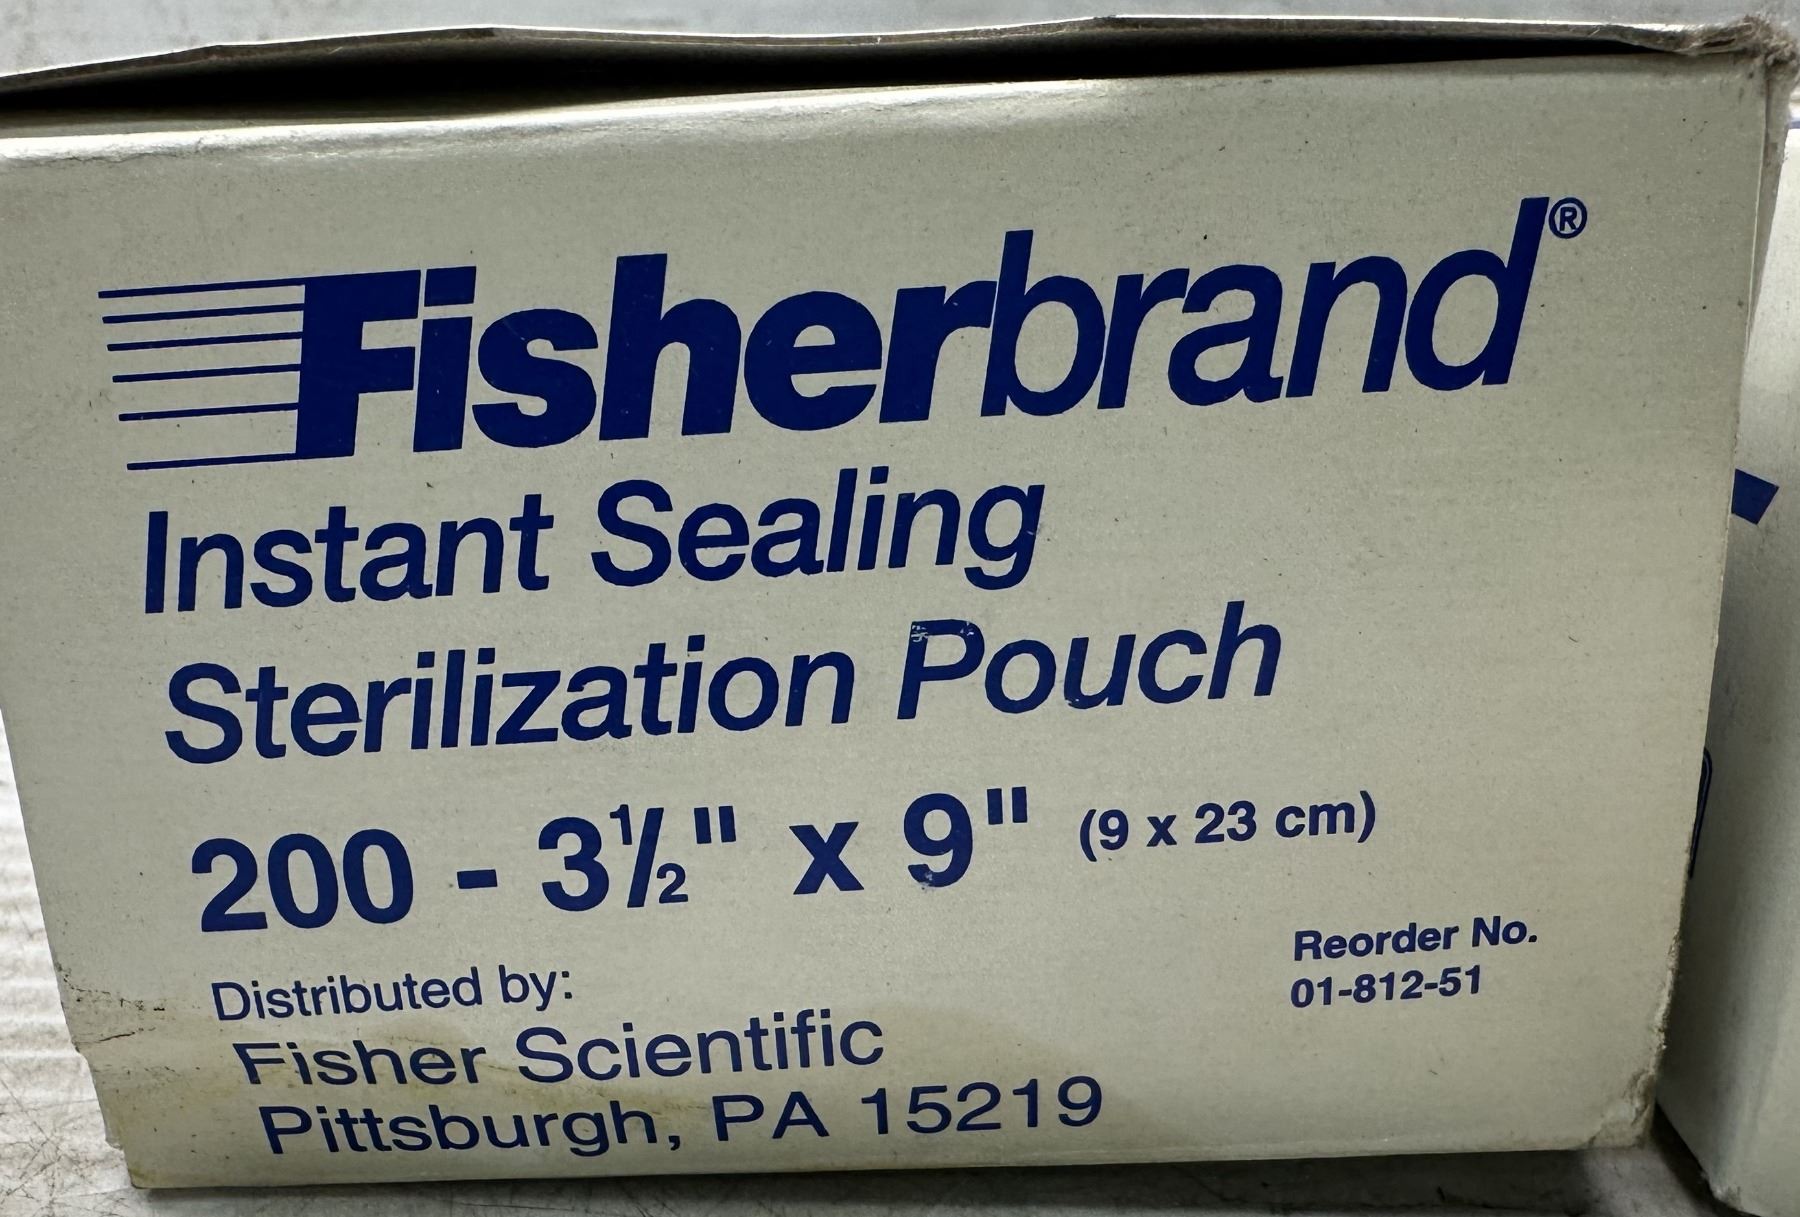 Fisherbrand®
Instant Sealing
Sterilization Pouch
200 - 3½" x 9" (9 x 23 cm)
Reorder No.
01-812-51
Distributed by:
Fisher Scientific
Pittsburgh, PA 15219